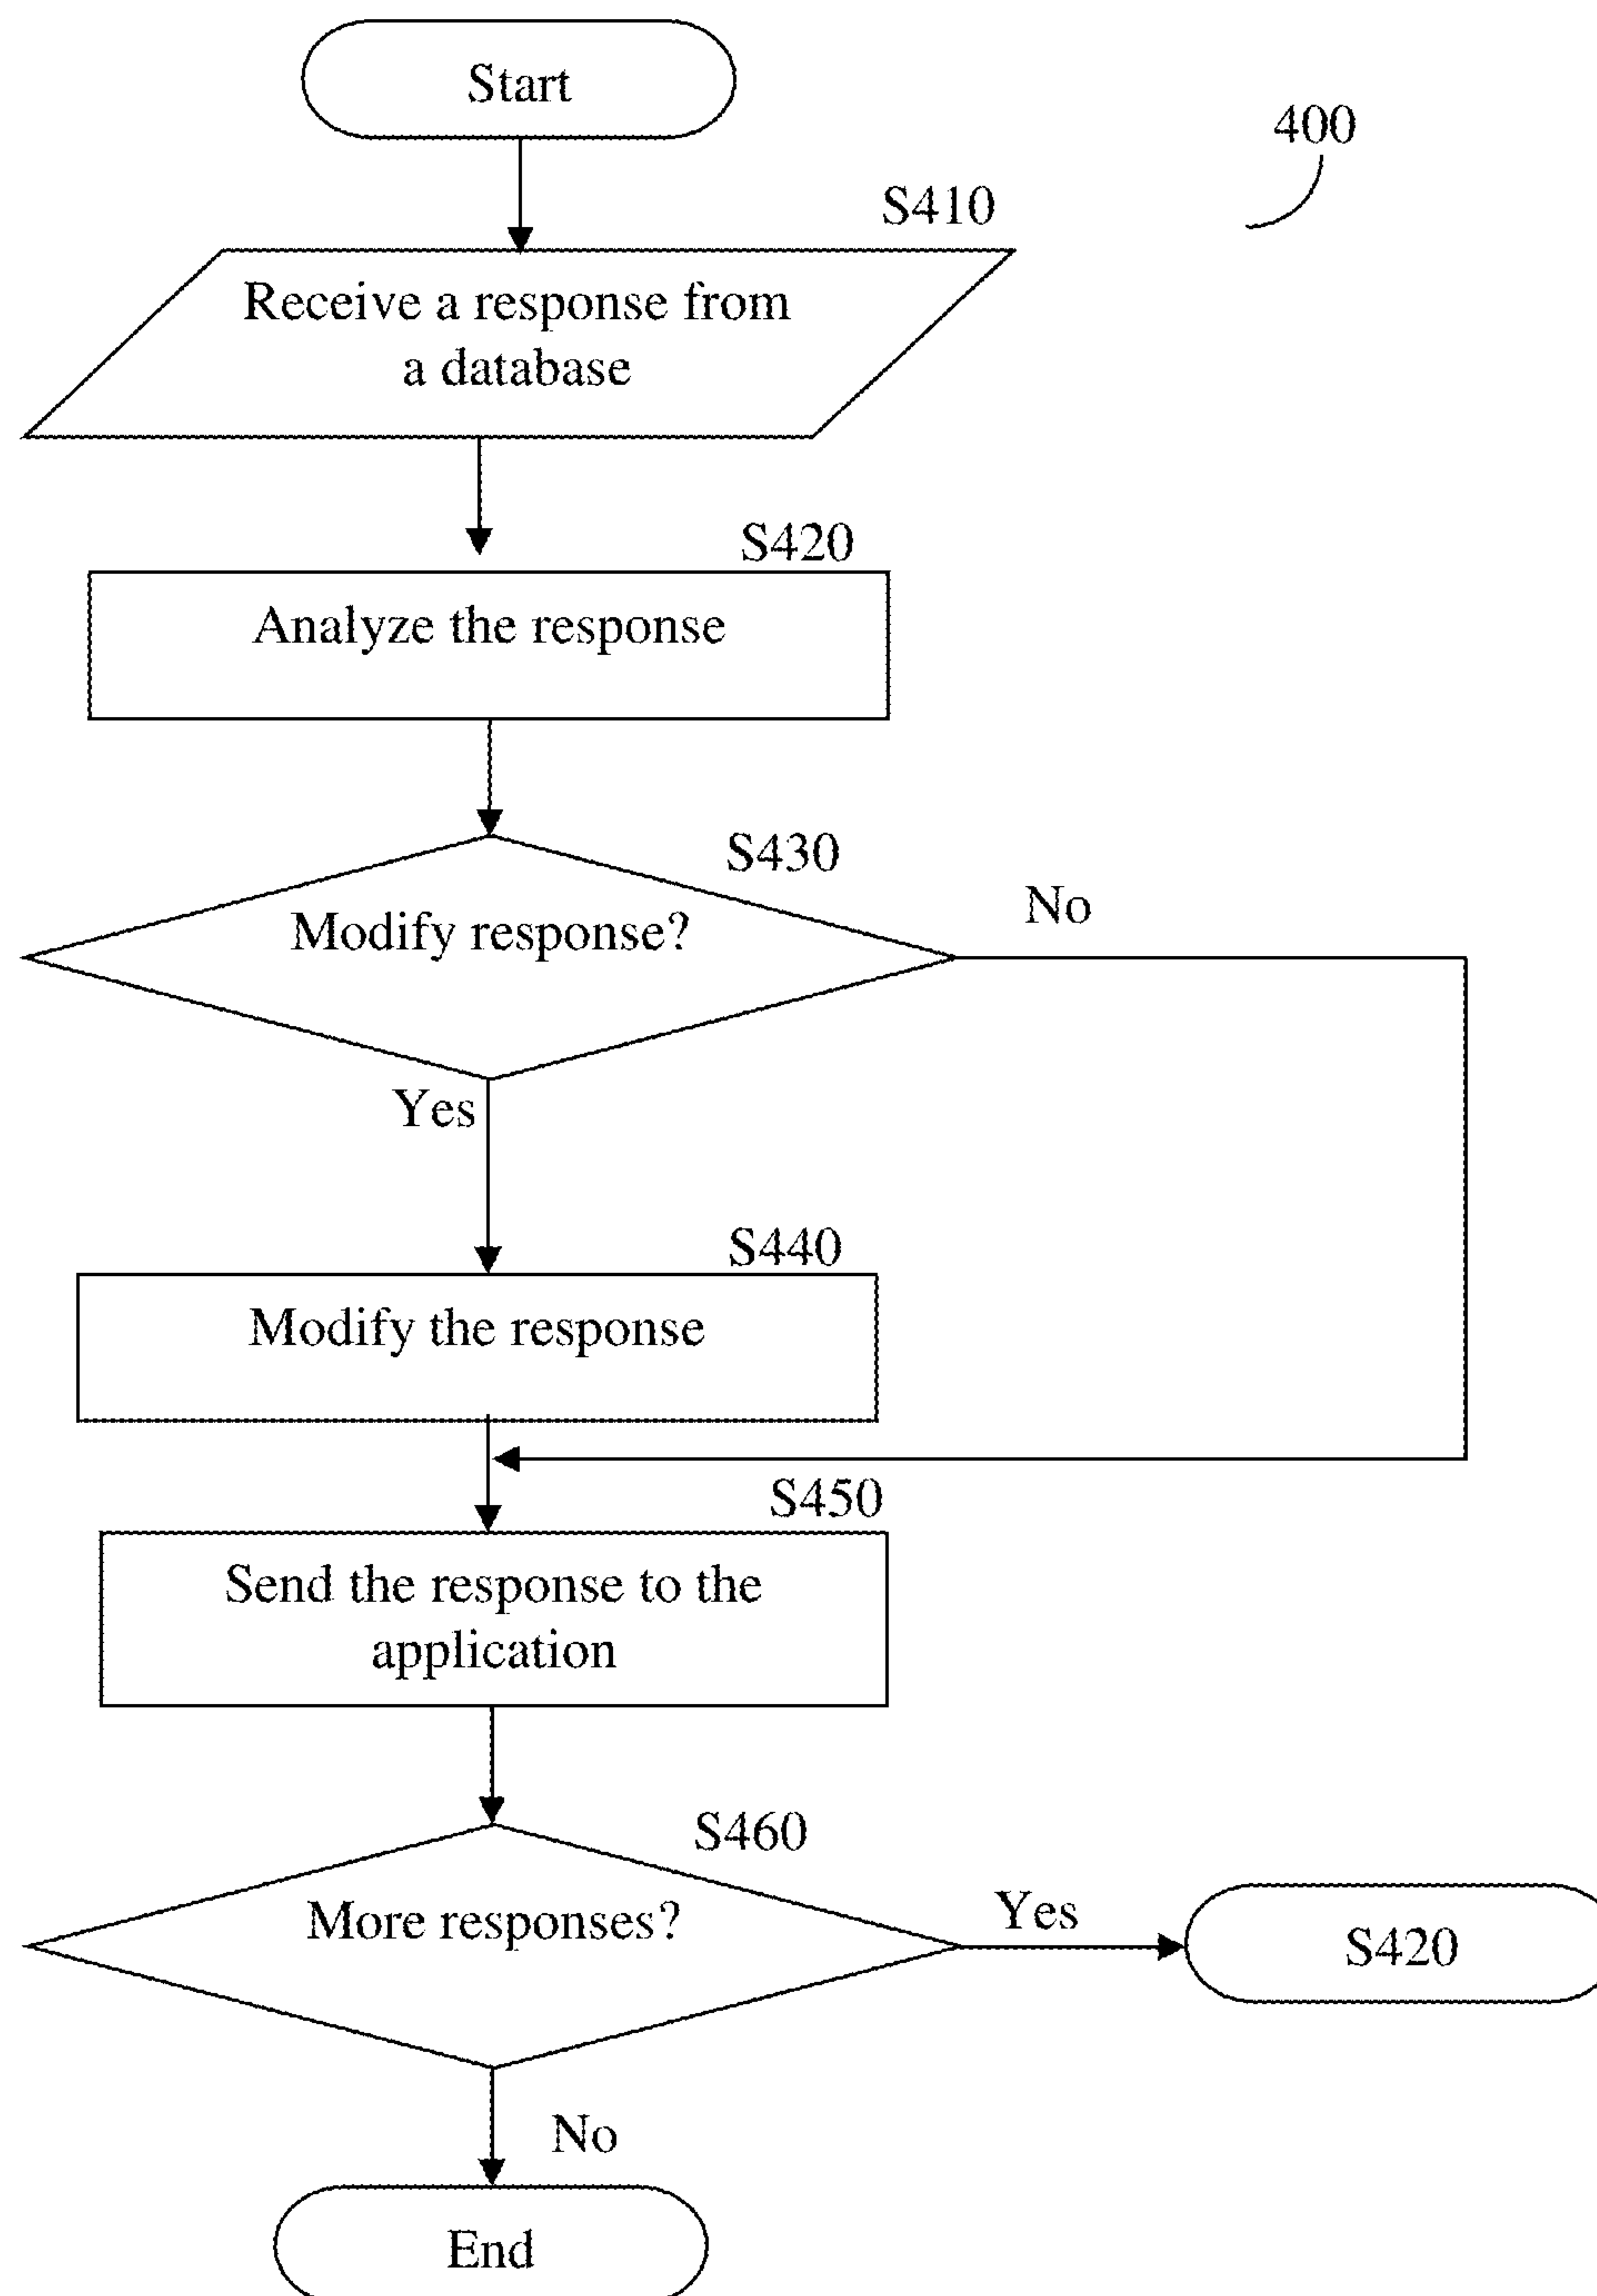 Start
400
S410
Receive a response from
a database
S420
Analyze the response
S430
Modify response?
No
Yes
S440
Modify the response
S450
Send the response to the
application
S460
More responses?
Yes
S420
No
End